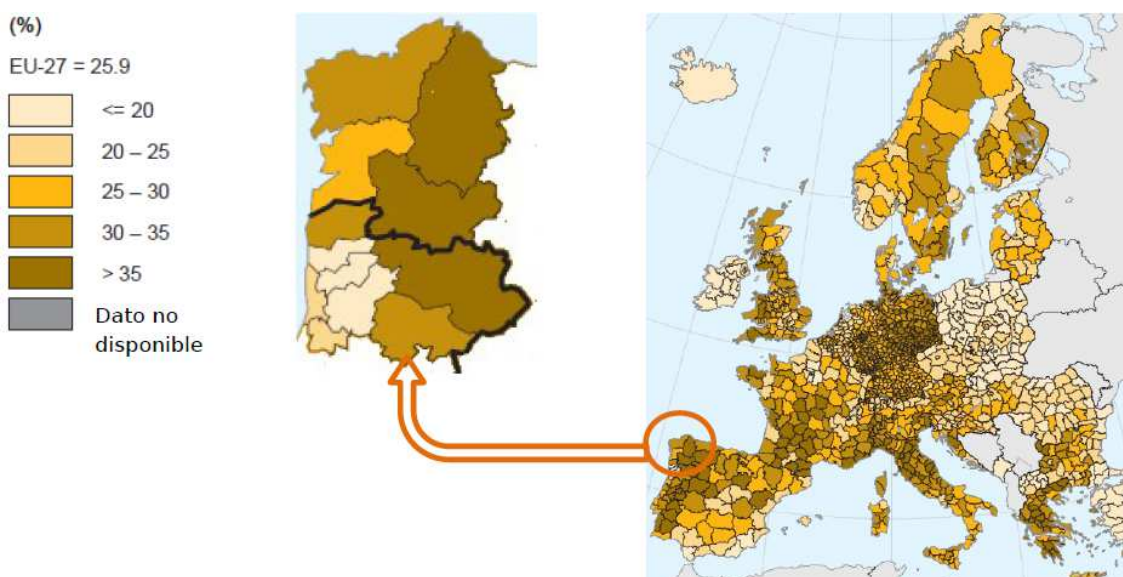 (%)
EU-27 = 25.9
<= 20
20 – 25
25 – 30
30 – 35
> 35
Dato no
disponible